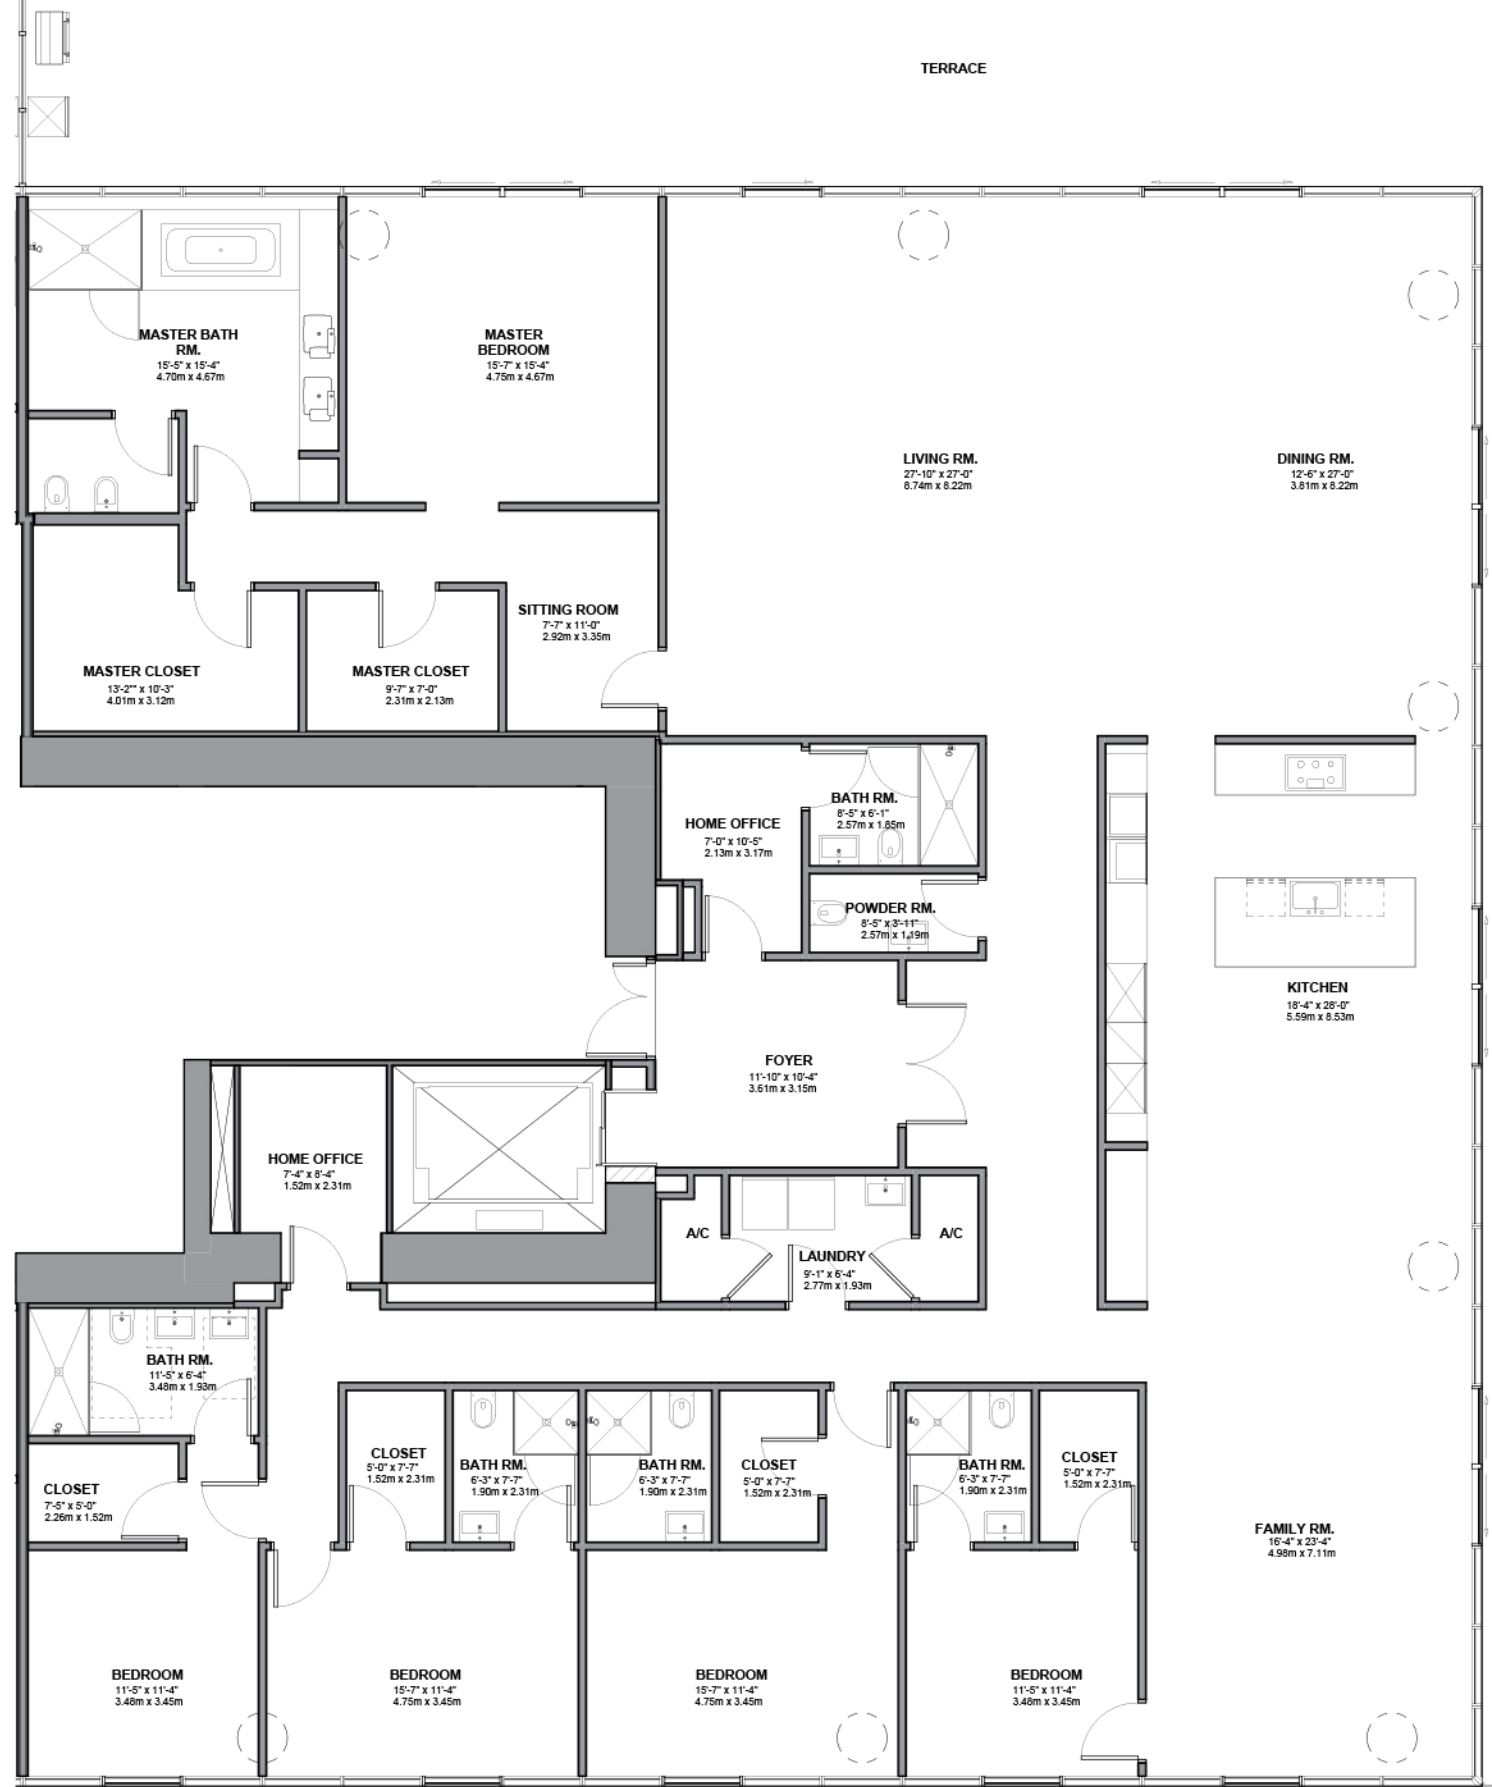 TERRACE
MASTER BATH
RM.
15'-5" x 15'-4"
4.70m x 4.67m
MASTER
BEDROOM
15'-7" x 15'-4"
4.75m x 4.67m
LIVING RM.
27'-10" x 27'-0"
8.74m x 8.22m
DINING RM.
12'-6" x 27'-0"
3.81m x 8.22m
SITTING ROOM
7'-7" x 11'-0"
2.92m x 3.35m
MASTER CLOSET
13'-2"" x 10'-3"
4.01m x 3.12m
MASTER CLOSET
9'-7" x 7'-0"
2.31m x 2.13m
BATH RM.
8'-5" x 6'-1"
2.57m x 1.85m
HOME OFFICE
7'-0" x 10'-5"
2.13m x 3.17m
POWDER RM.
8'-5" x 3'-11"
2.57m x 1.19m
KITCHEN
18'-4" x 28'-0"
5.59m x 8.53m
FOYER
11'-10" x 10'-4"
3.61m x 3.15m
HOME OFFICE
7'-4" x 8'-4"
1.52m x 2.31m
A/C
LAUNDRY
9'-1" x 6'-4"
2.77m x 1.93m
A/C
BATH RM.
11'-5" x 6'-4"
3.48m x 1.93m
CLOSET
7'-5" x 5'-0"
2.26m x 1.52m
CLOSET
5'-0" x 7'-7"
1.52m x 2.31m
BATH RM.
6'-3" x 7'-7"
1.90m x 2.31m
BATH RM.
6'-3" x 7'-7"
1.90m x 2.31m
CLOSET
5'-0" x 7'-7"
1.52m x 2.31m
BATH RM.
6'-3" x 7'-7"
1.90m x 2.31m
CLOSET
5'-0" x 7'-7"
1.52m x 2.31m
FAMILY RM.
16'-4" x 23'-4"
4.98m x 7.11m
BEDROOM
11'-5" x 11'-4"
3.48m x 3.45m
BEDROOM
15'-7" x 11'-4"
4.75m x 3.45m
BEDROOM
15'-7" x 11'-4"
4.75m x 3.45m
BEDROOM
11'-5" x 11'-4"
3.48m x 3.45m